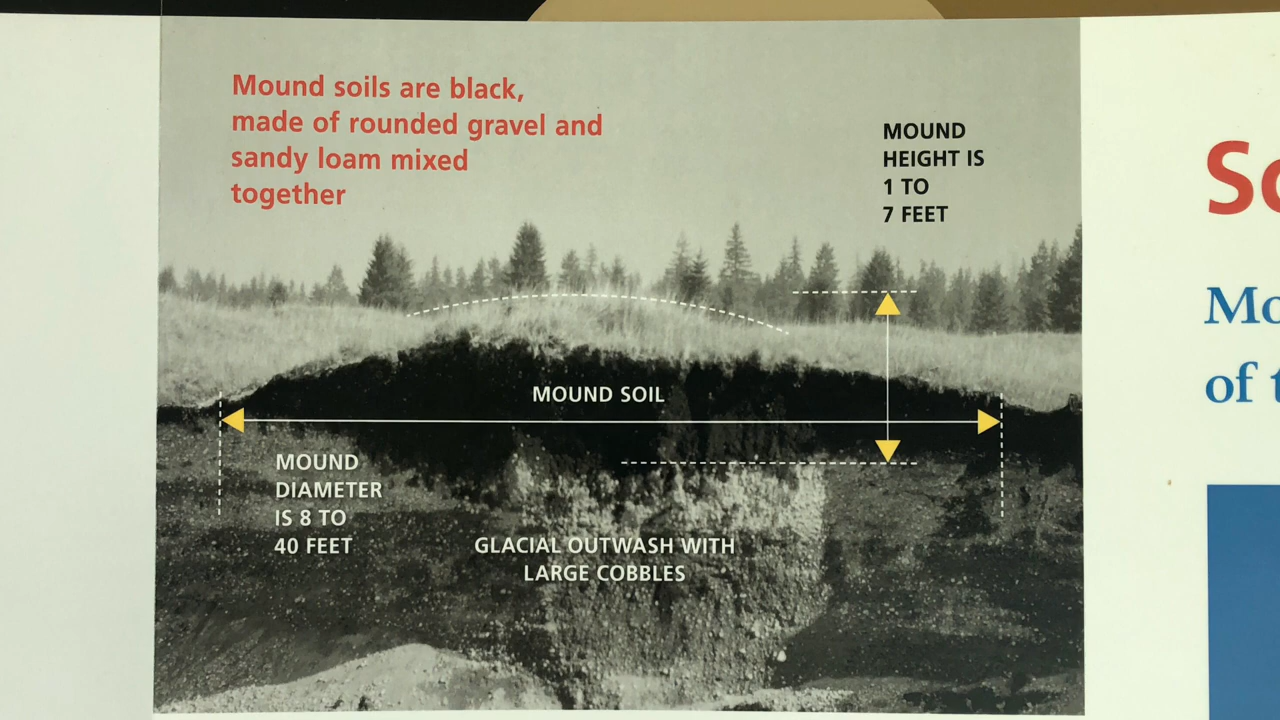 Mound soils are black,
made of rounded gravel and
sandy loam mixed
together
MOUND
HEIGHT IS
1 TO
7 FEET
MOUND SOIL
MOUND
DIAMETER
IS 8 TO
40 FEET
GLACIAL OUTWASH WITH
LARGE COBBLES
of